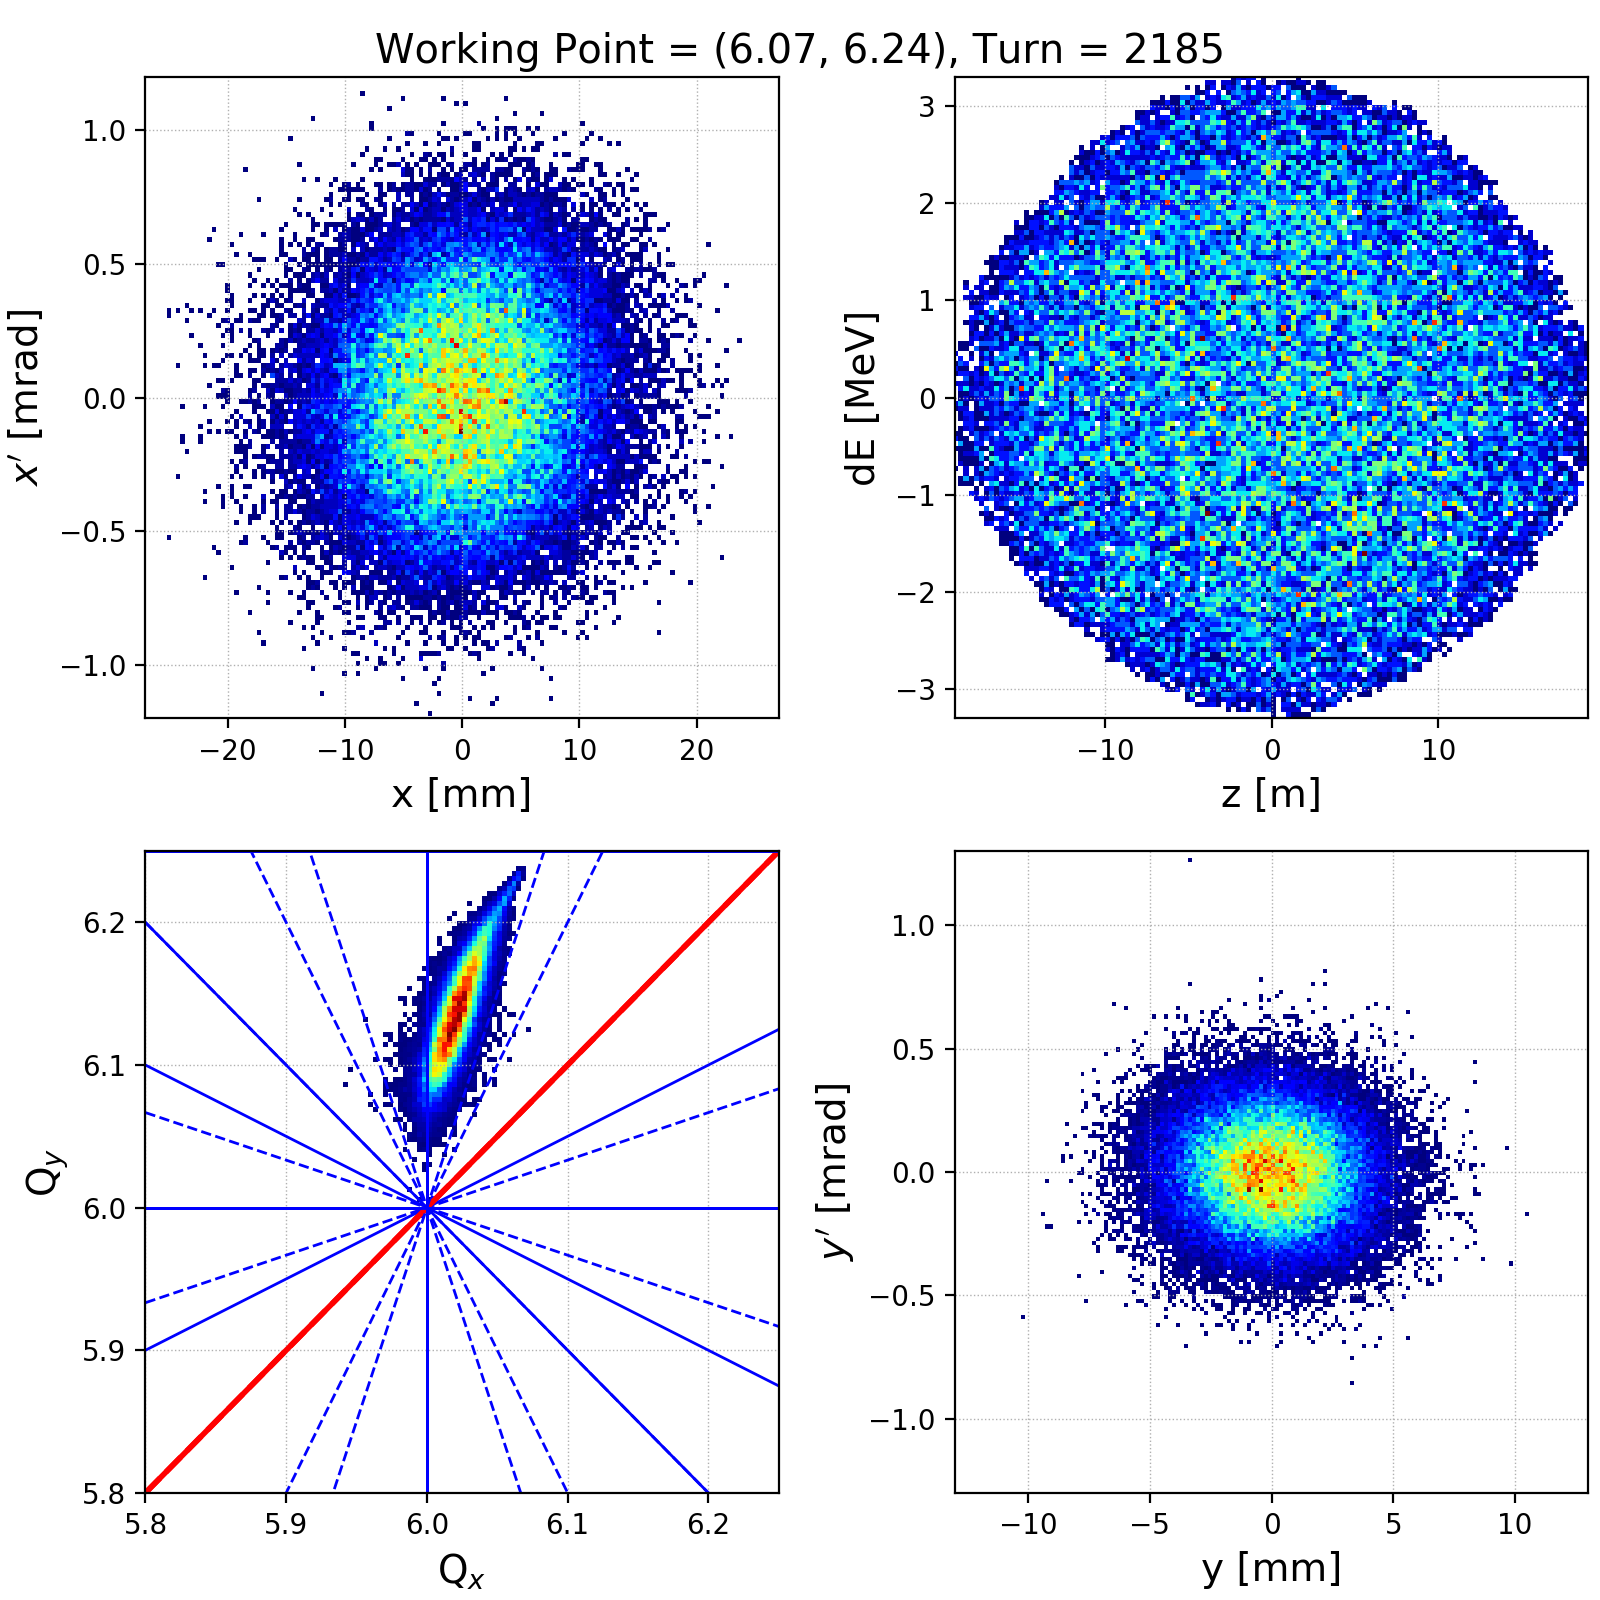 Working Point = (6.07, 6.24), Turn = 2185
1.0
0.5
0.0
−0.5
−1.0
x′ [mrad]
−20 −10 0 10 20
x [mm]
3
2
1
0
−1
−2
−3
dE [MeV]
−10 0 10
z [m]
6.2
6.1
6.0
5.9
5.8
Qy
5.8 5.9 6.0 6.1 6.2
Qx
1.0
0.5
0.0
−0.5
−1.0
y′ [mrad]
−10 −5 0 5 10
y [mm]